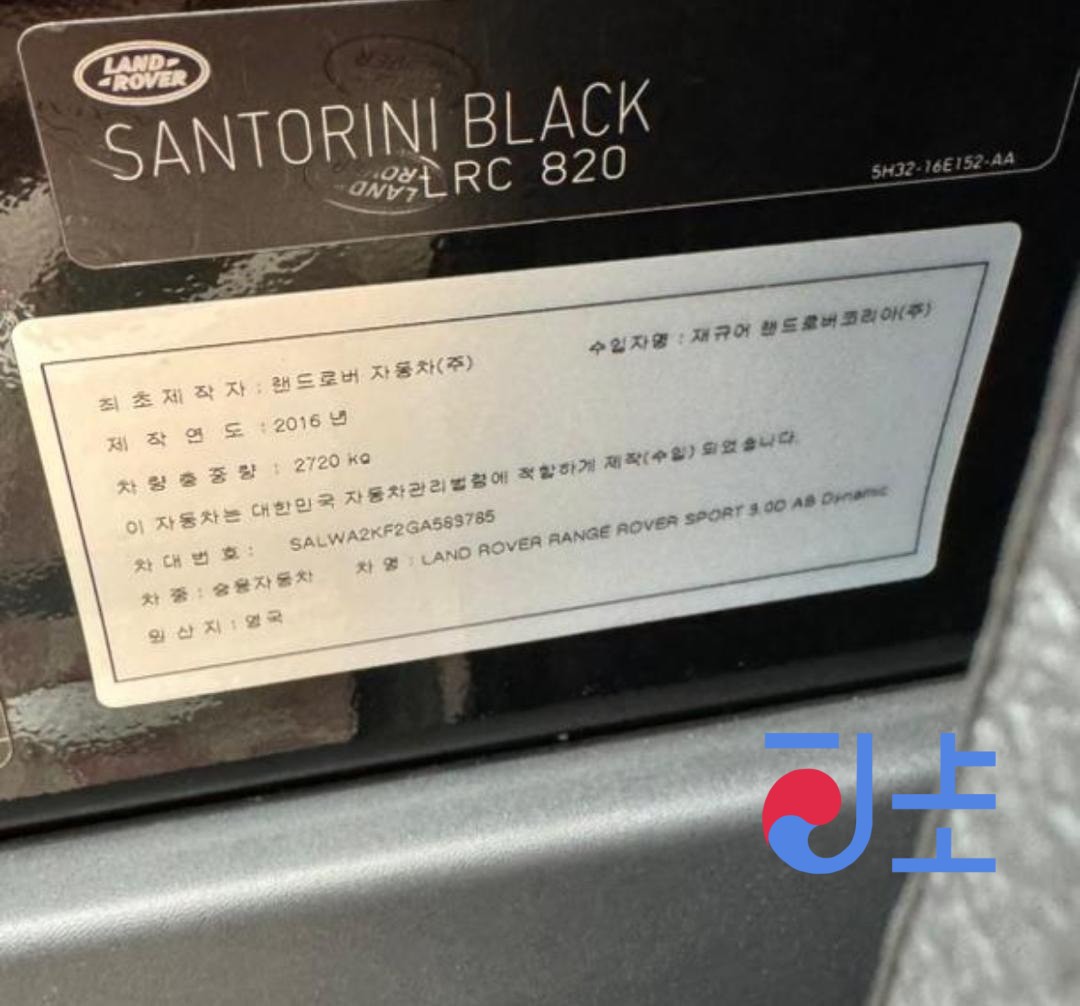 LAND-
-ROVER
SANTORINI BLACK
LRC 820
5H32-16E152-AA
최초제작자 : 랜드로버 자동차(주)
수입자명 : 재규어 랜드로버코리아(주)
제작연도 : 2016 년
차량총중량 : 2720 kg
이 자동차는 대한민국 자동차관리법령에 적합하게 제작(수입) 되었습니다.
차대번호 : SALWA2KF2GA589785
차종 : 승용자동차 차명 : LAND ROVER RANGE ROVER SPORT 3.0D AB Dynamic
원산지 : 영국